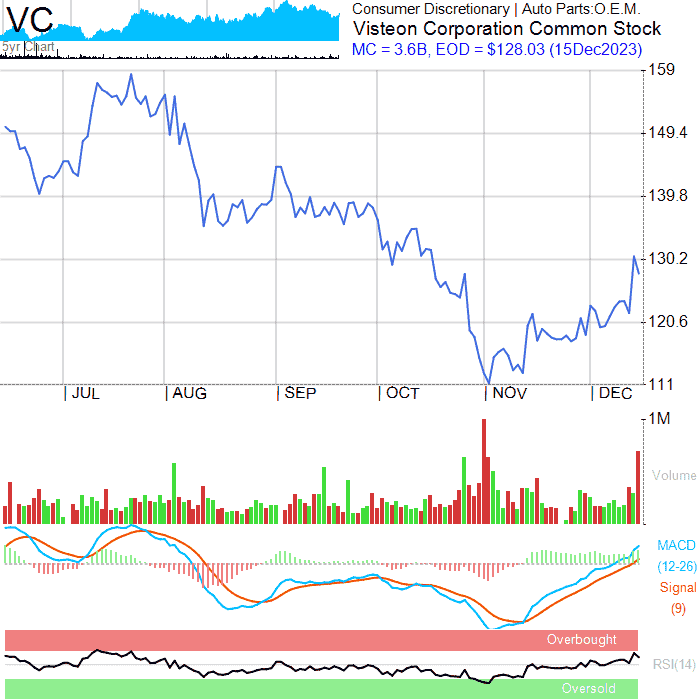 VC
5yr Chart
Consumer Discretionary | Auto Parts:O.E.M.
Visteon Corporation Common Stock
MC = 3.6B, EOD = $128.03 (15Dec2023)
159
149.4
139.8
130.2
120.6
111
JUL AUG SEP OCT NOV DEC
1M
Volume
MACD
(12-26)
Signal
(9)
Overbought
RSI(14)
Oversold